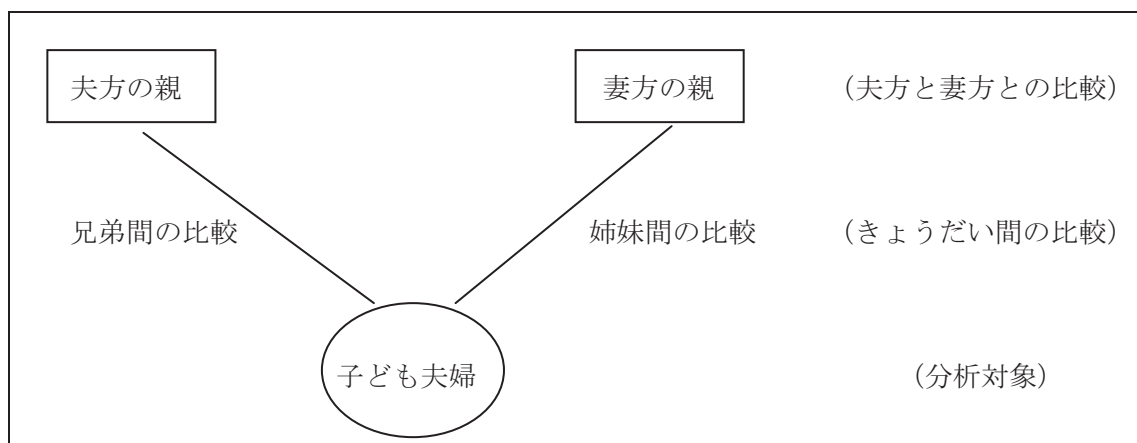 夫方の親 妻方の親 (夫方と妻方との比較)
兄弟間の比較 姉妹間の比較 (きょうだい間の比較)
子ども夫婦 (分析対象)